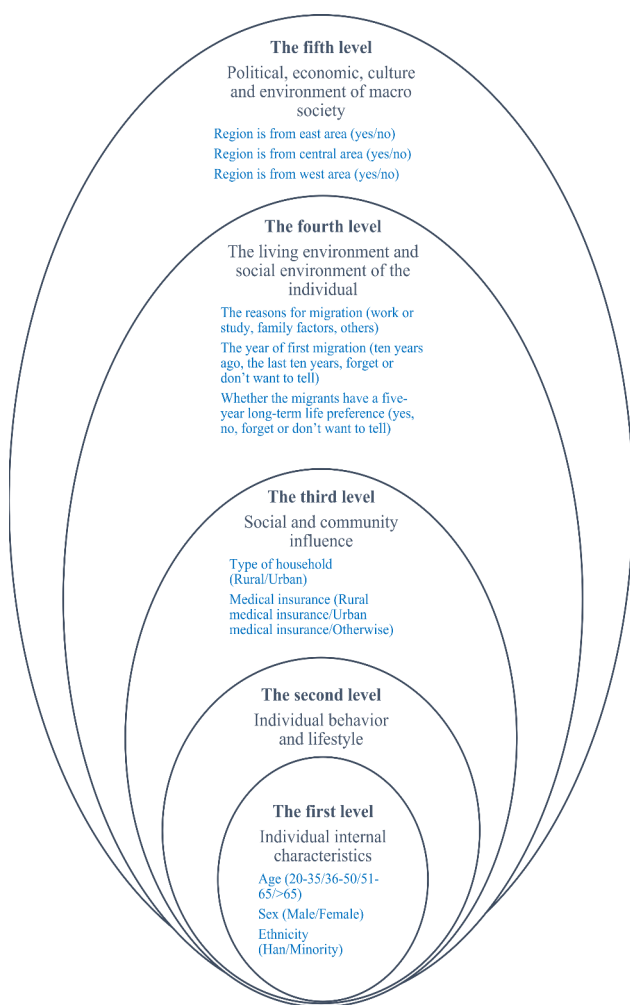 The fifth level
Political, economic, culture
and environment of macro
society
Region is from east area (yes/no)
Region is from central area (yes/no)
Region is from west area (yes/no)
The fourth level
The living environment and
social environment of the
individual
The reasons for migration (work or
study, family factors, others)
The year of first migration (ten years
ago, the last ten years, forget or
don’t want to tell)
Whether the migrants have a five-
year long-term life preference (yes,
no, forget or don’t want to tell)
The third level
Social and community
influence
Type of household
(Rural/Urban)
Medical insurance (Rural
medical insurance/Urban
medical insurance/Otherwise)
The second level
Individual behavior
and lifestyle
The first level
Individual internal
characteristics
Age (20-35/36-50/51-
65/>65)
Sex (Male/Female)
Ethnicity
(Han/Minority)